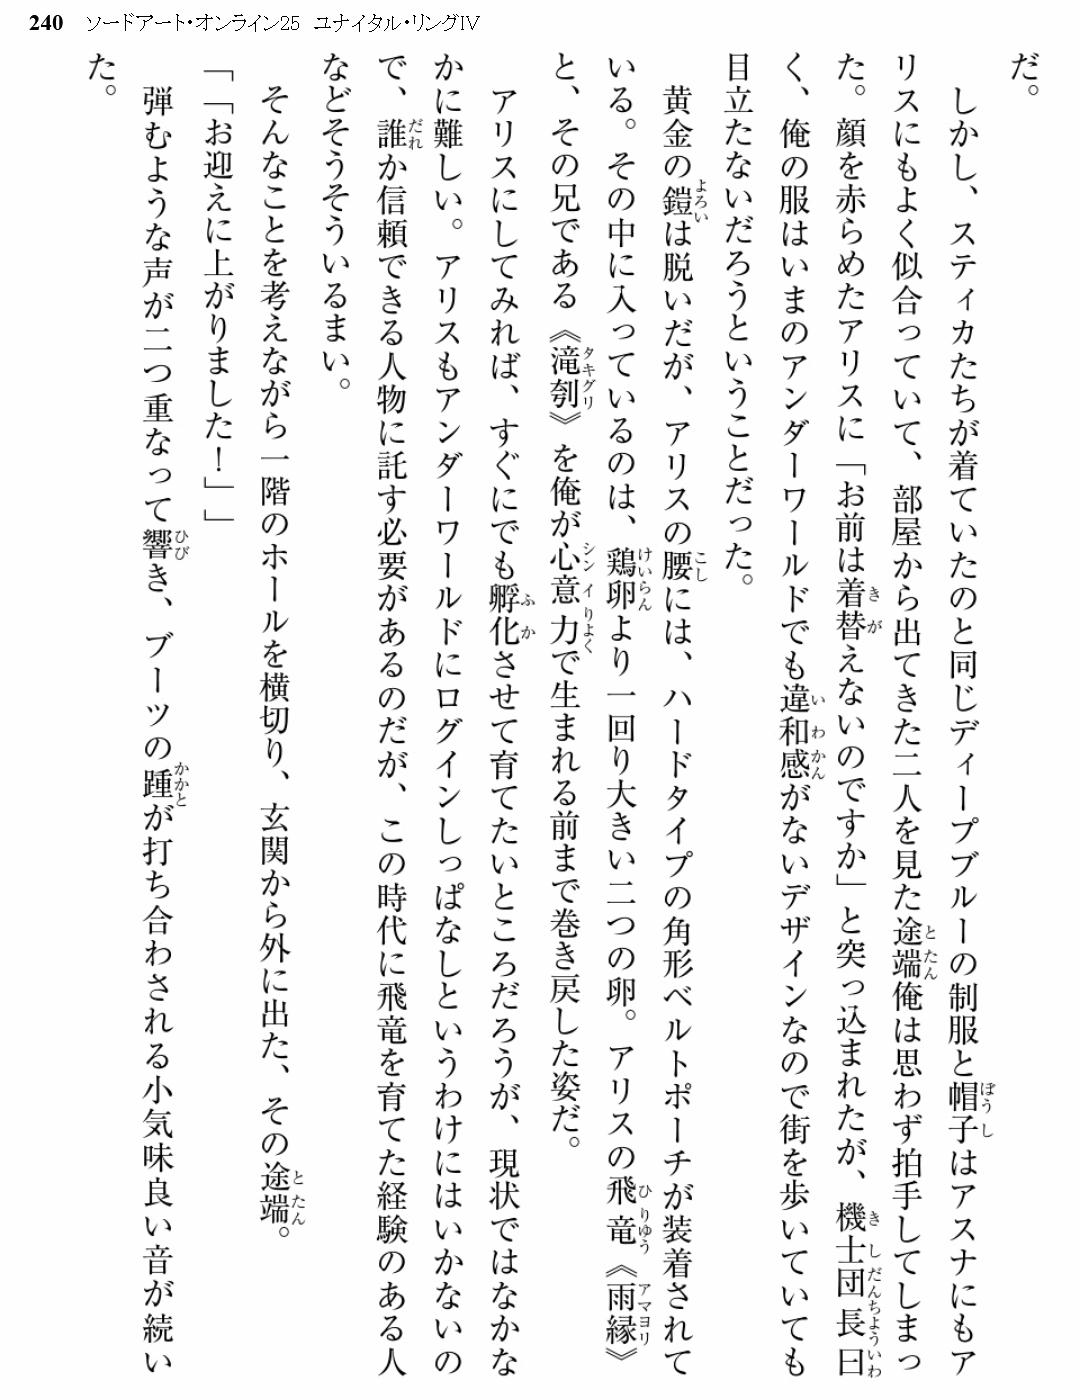 240 ソードアート・オンライン25 ユナイタル・リングⅣ
だ。
　しかし、スティカたちが着ていたのと同じディープブルーの制服と帽子はアスナにもア
リスにもよく似合っていて、部屋から出てきた二人を見た途端俺は思わず拍手してしまっ
た。顔を赤らめたアリスに「お前は着替えないのですか」と突っ込まれたが、機士団長曰
く、俺の服はいまのアンダーワールドでも違和感がないデザインなので街を歩いていても
目立たないだろうということだった。
　黄金の鎧は脱いだが、アリスの腰には、ハードタイプの角形ベルトポーチが装着されて
いる。その中に入っているのは、鶏卵より一回り大きい二つの卵。アリスの飛竜《雨縁》
と、その兄である《滝刳》を俺が心意力で生まれる前まで巻き戻した姿だ。
　アリスにしてみれば、すぐにでも孵化させて育てたいところだろうが、現状ではなかな
かに難しい。アリスもアンダーワールドにログインしっぱなしというわけにはいかないの
で、誰か信頼できる人物に託す必要があるのだが、この時代に飛竜を育てた経験のある人
などそうそういるまい。
　そんなことを考えながら一階のホールを横切り、玄関から外に出た、その途端。
「「お迎えに上がりました！」」
　弾むような声が二つ重なって響き、ブーツの踵が打ち合わされる小気味良い音が続い
た。